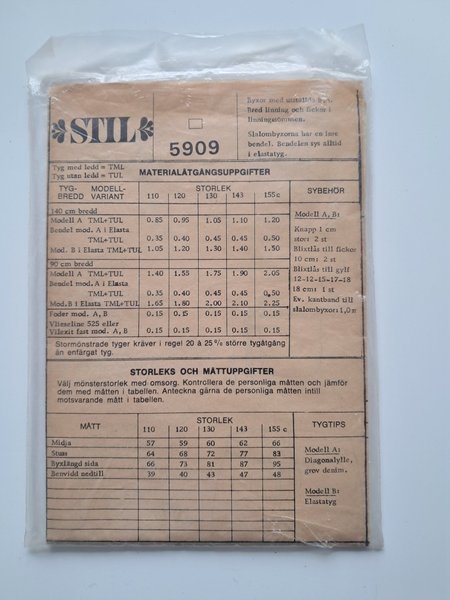 STIL
5909
Byxor med utställda ben.
Bred linning och fickor i
linningssömmen.
Slalombyxorna har en inre
bendel. Bendelen sys alltid
i elastatyg.
Tyg med ledd = TML
Tyg utan ledd = TUL
MATERIALÅTGÅNGSUPPGIFTER
TYG- MODELL- STORLEK SYBEHÖR
BREDD VARIANT 110 120 130 143 155 c
140 cm bredd
Modell A TML+TUL 0.85 0.95 1.05 1.10 1.20
Bendel mod. A i Elasta
TML+TUL 0.35 0.40 0.45 0.45 0.50
Mod. B i Elasta TML+TUL 1.05 1.20 1.30 1.40 1.50
90 cm bredd
Modell A TML+TUL 1.40 1.55 1.75 1.90 2.05
Bendel mod. A i Elasta
TML+TUL 0.35 0.40 0.45 0.45 0.50
Mod.B i Elasta TML+TUL 1.65 1.80 2.00 2.10 2.25
Foder mod. A, B 0.15 0.15 0.15 0.15 0.15
Vlieseline 525 eller
Vilexit fast mod. A, B 0.15 0.15 0.15 0.15 0.15
Modell A, B:
Knapp 1 cm
stor: 2 st
Blixtlås till fickor
10 cm: 2 st
Blixtlås till gylf
12-12-15-17-18
18 cm: 1 st
Ev. kantband till
slalombyxor: 1,0 m
Stormönstrade tyger kräver i regel 20 à 25 % större tygåtgång
än enfärgat tyg.
STORLEKS OCH MÅTTUPPGIFTER
Välj mönsterstorlek med omsorg. Kontrollera de personliga måtten och jämför
dem med måtten i tabellen. Anteckna gärna de personliga måtten intill
motsvarande mått i tabellen.
MÅTT STORLEK TYGTIPS
110 120 130 143 155 c
Midja 57 59 60 62 66
Stuss 64 68 72 77 83
Byxlängd sida 66 73 81 87 95
Benvidd nedtill 39 40 43 47 48
Modell A:
Diagonalylle,
grov denim.
Modell B:
Elastatyg